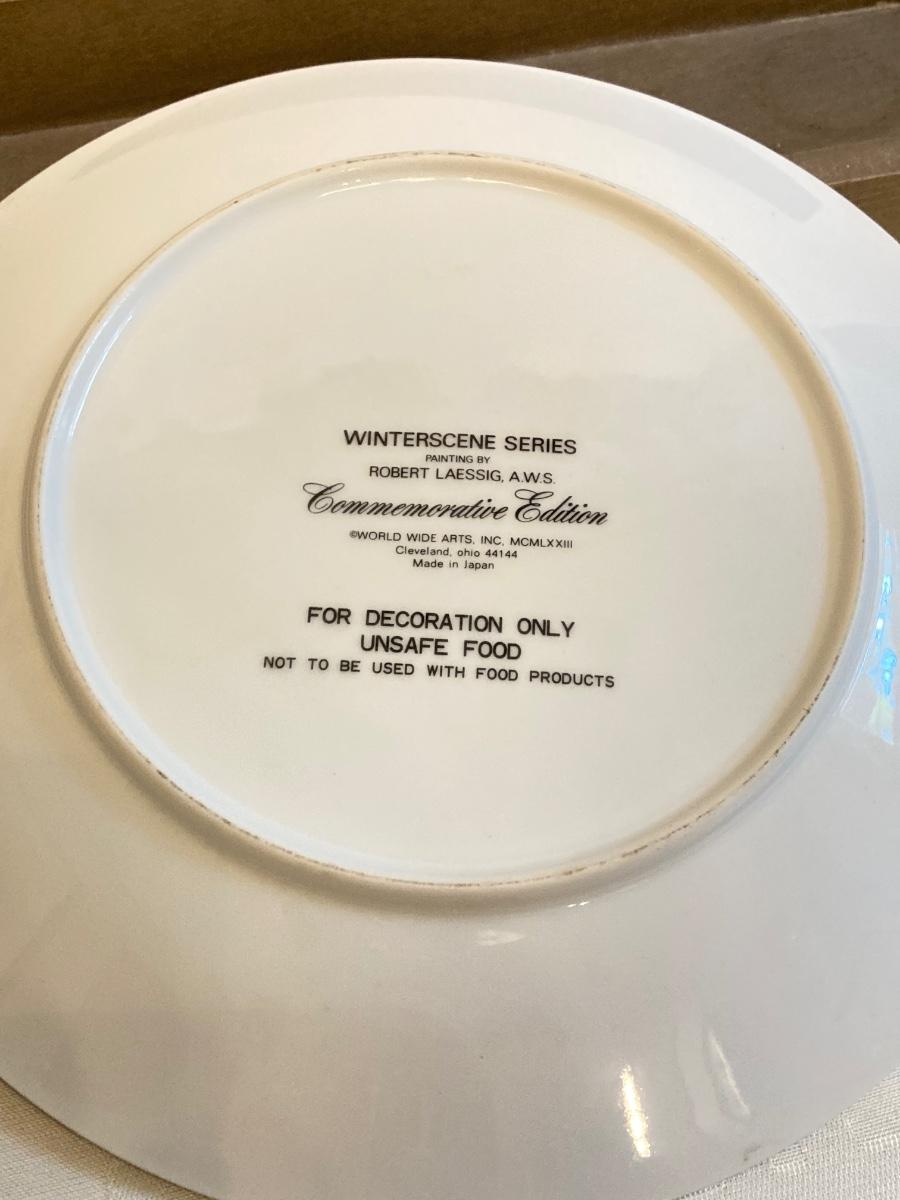 WINTERSCENE SERIES
PAINTING BY
ROBERT LAESSIG, A.W.S.
Commemorative Edition
©WORLD WIDE ARTS, INC, MCMLXXIII
Cleveland, ohio 44144
Made in Japan
FOR DECORATION ONLY
UNSAFE FOOD
NOT TO BE USED WITH FOOD PRODUCTS